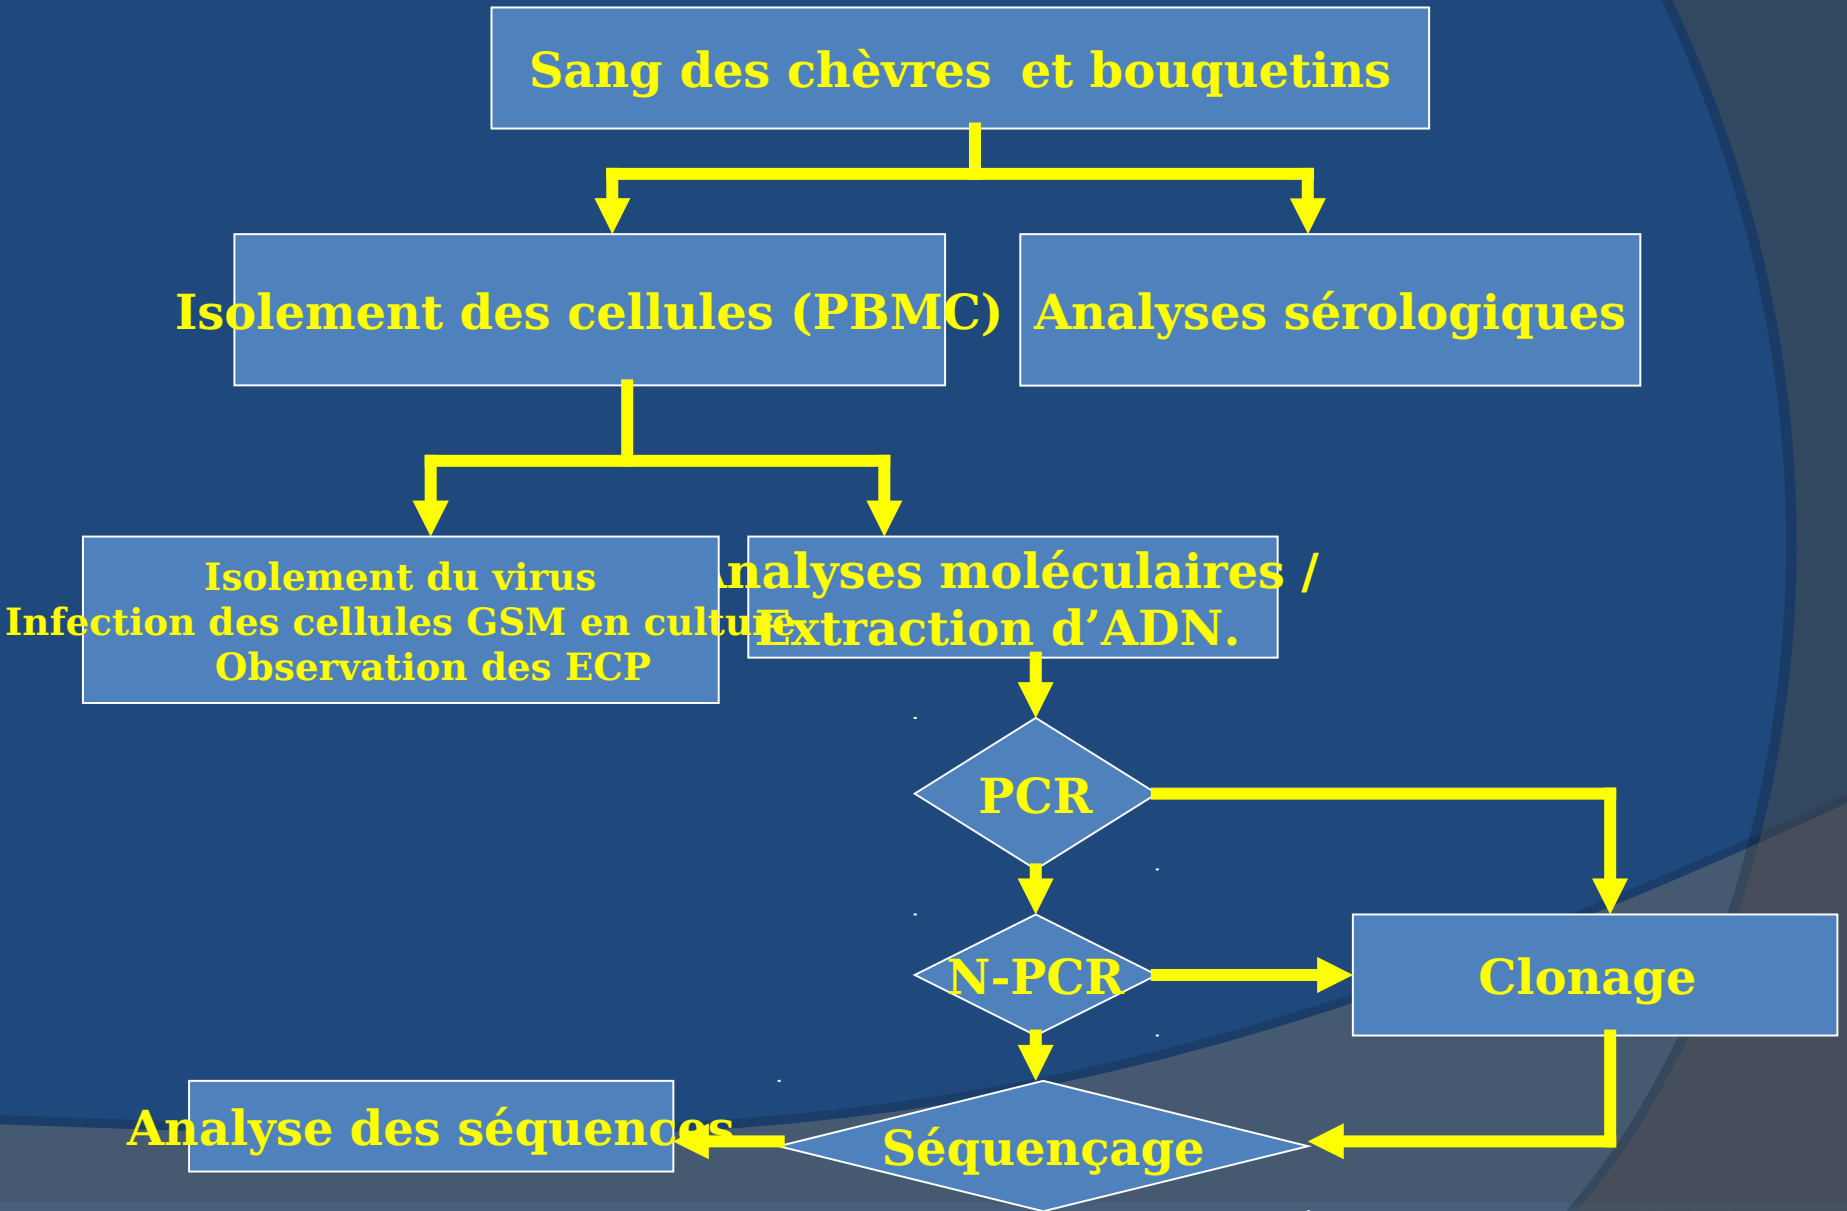 Sang des chèvres et bouquetins
Isolement des cellules (PBMC)
Analyses sérologiques
Isolement du virus
Infection des cellules GSM en culture
Observation des ECP
Analyses moléculaires /
Extraction d’ADN.
PCR
N-PCR
Clonage
Analyse des séquences
Séquençage